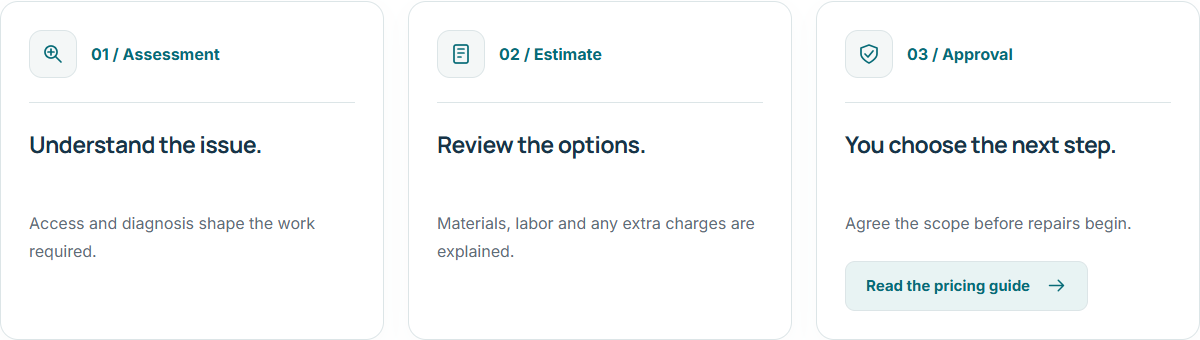 01 / Assessment
Understand the issue.
Access and diagnosis shape the work
required.
02 / Estimate
Review the options.
Materials, labor and any extra charges are
explained.
03 / Approval
You choose the next step.
Agree the scope before repairs begin.
Read the pricing guide